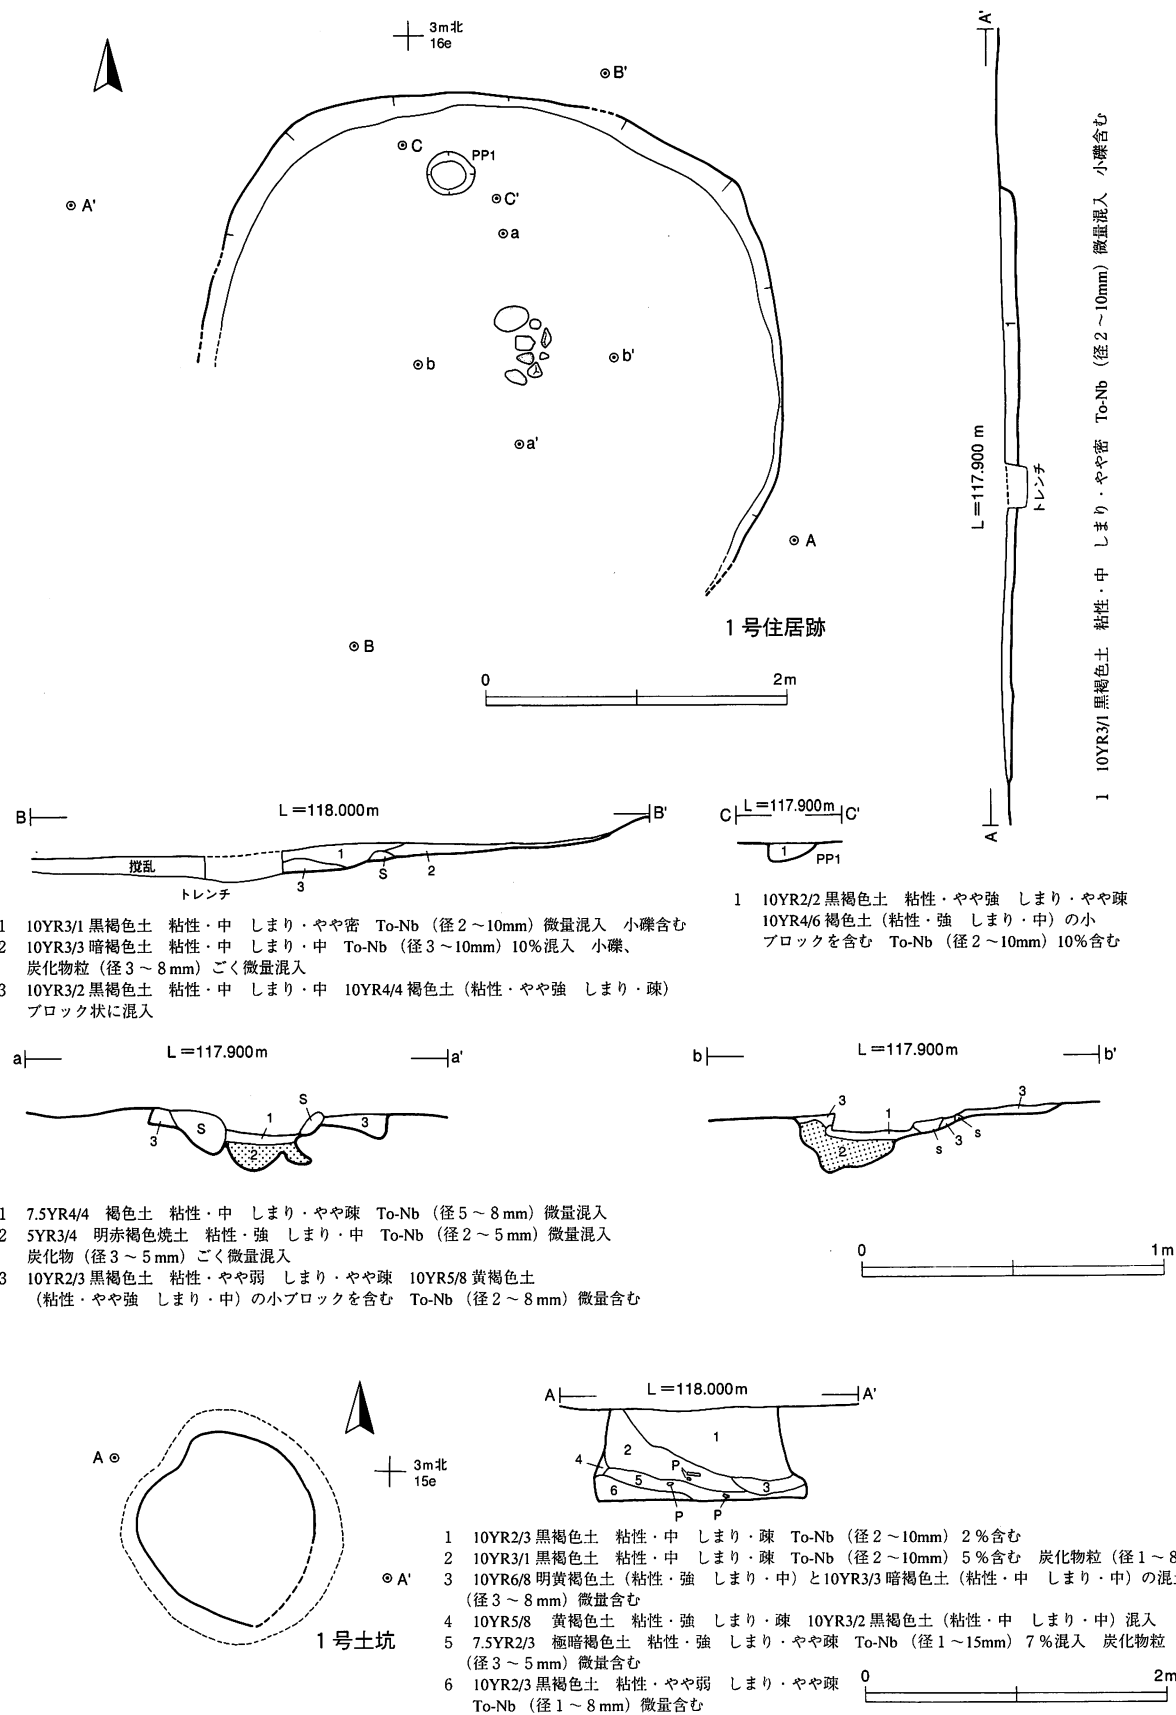 3m北
16e
B'
C
PP1
C'
A'
a
b
b'
a'
A
B
1号住居跡
0 2m
A'
1
L＝117.900m
トレンチ
A
1 10YR3/1黒褐色土 粘性・中 しまり・やや密 To-Nb（径2～10mm）微量混入 小礫含む
B L＝118.000m B'
撹乱
トレンチ
1
3
S
2
1 10YR3/1黒褐色土 粘性・中 しまり・やや密 To-Nb（径2～10mm）微量混入 小礫含む
2 10YR3/3暗褐色土 粘性・中 しまり・中 To-Nb（径3～10mm）10%混入 小礫、
炭化物粒（径3～8mm）ごく微量混入
3 10YR3/2黒褐色土 粘性・中 しまり・中 10YR4/4褐色土（粘性・やや強 しまり・疎）
ブロック状に混入
C L＝117.900m C'
1
PP1
1 10YR2/2黒褐色土 粘性・やや強 しまり・やや疎
10YR4/6褐色土（粘性・強 しまり・中）の小
ブロックを含む To-Nb（径2～10mm）10%含む
a L＝117.900m a'
3
S
1
2
S
3
b L＝117.900m b'
3
1
2
s
3
s
3
1 7.5YR4/4 褐色土 粘性・中 しまり・やや疎 To-Nb（径5～8mm）微量混入
2 5YR3/4 明赤褐色焼土 粘性・強 しまり・中 To-Nb（径2～5mm）微量混入
炭化物（径3～5mm）ごく微量混入
3 10YR2/3黒褐色土 粘性・やや弱 しまり・やや疎 10YR5/8黄褐色土
（粘性・やや強 しまり・中）の小ブロックを含む To-Nb（径2～8mm）微量含む
0 1m
A
3m北
15e
A'
1号土坑
A L＝118.000m A'
1
2
4
5
6
P
3
P P
1 10YR2/3黒褐色土 粘性・中 しまり・疎 To-Nb（径2～10mm）2%含む
2 10YR3/1黒褐色土 粘性・中 しまり・疎 To-Nb（径2～10mm）5%含む 炭化物粒（径1～8
3 10YR6/8明黄褐色土（粘性・強 しまり・中）と10YR3/3暗褐色土（粘性・中 しまり・中）の混土
（径3～8mm）微量含む
4 10YR5/8 黄褐色土 粘性・強 しまり・疎 10YR3/2黒褐色土（粘性・中 しまり・中）混入
5 7.5YR2/3 極暗褐色土 粘性・強 しまり・やや疎 To-Nb（径1～15mm）7%混入 炭化物粒
（径3～5mm）微量含む
6 10YR2/3黒褐色土 粘性・やや弱 しまり・やや疎
To-Nb（径1～8mm）微量含む
0 2m